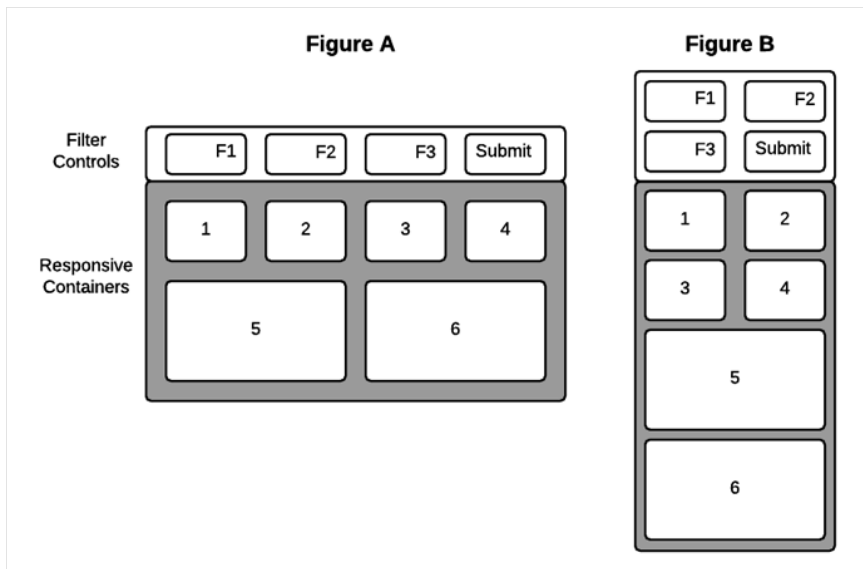 Figure A
Filter
Controls
F1
F2
F3
Submit
Responsive
Containers
1
2
3
4
5
6
Figure B
F1
F2
F3
Submit
1
2
3
4
5
6